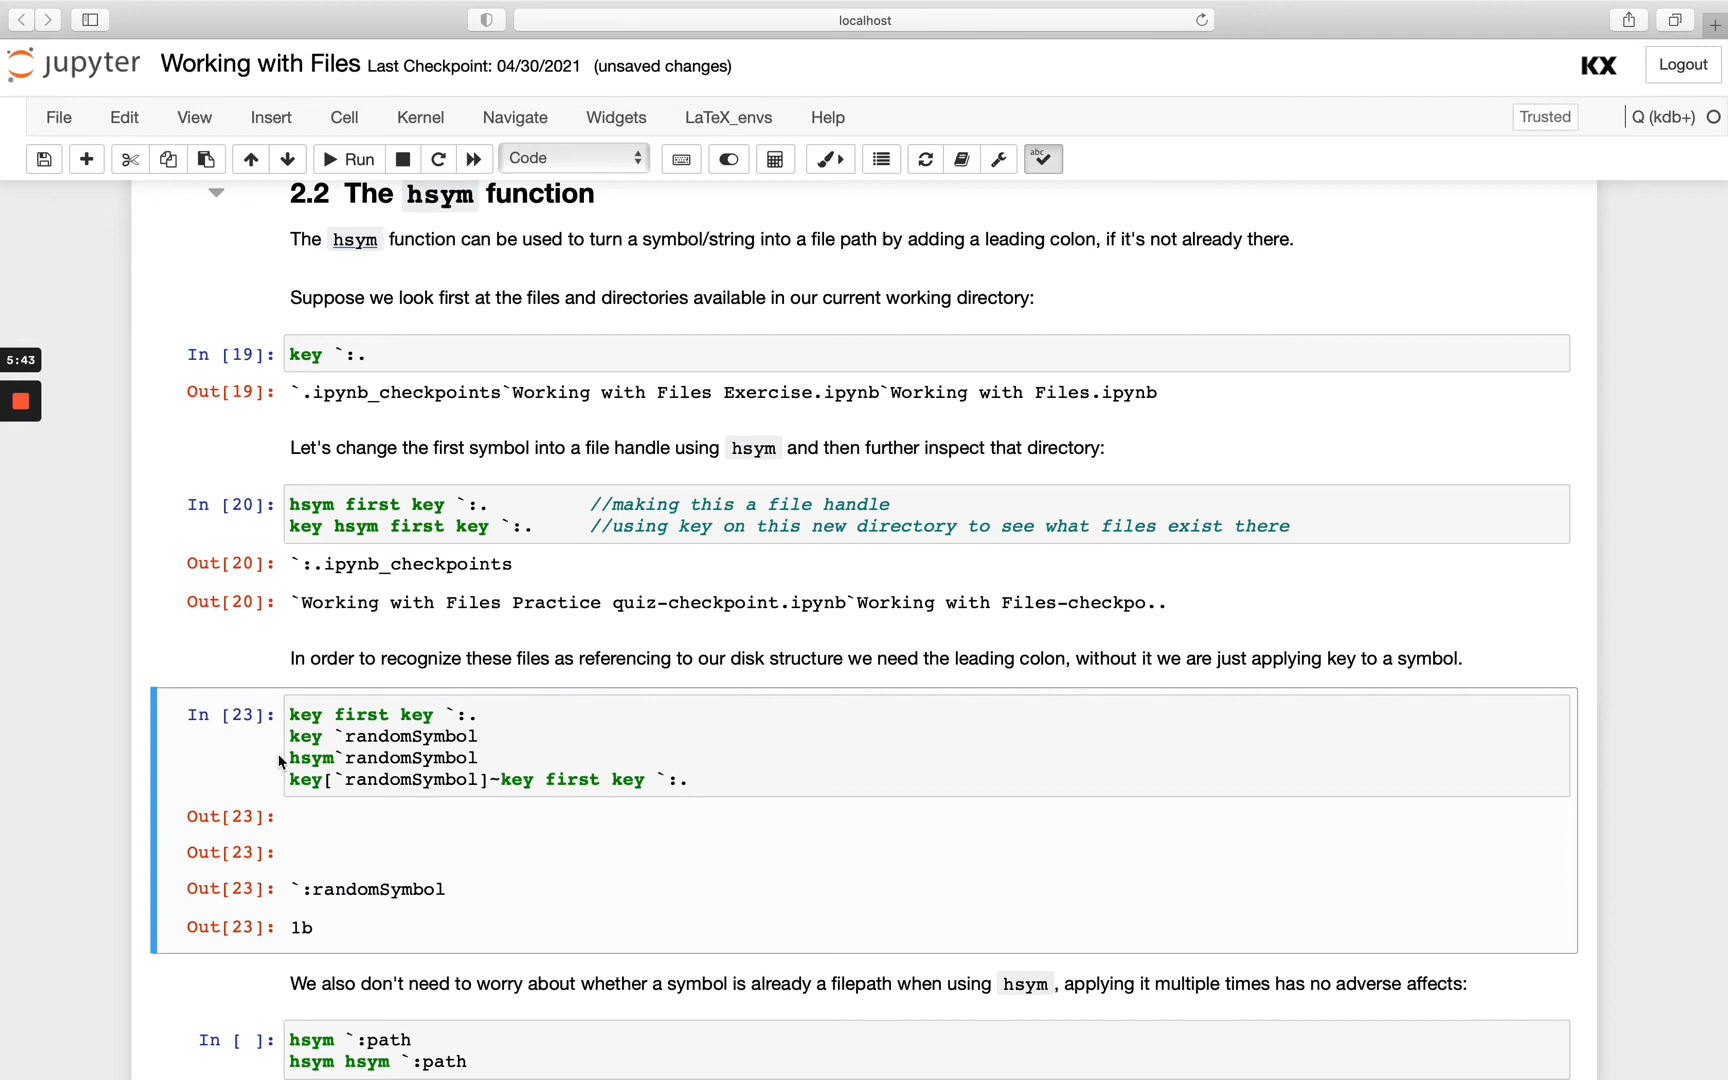 localhost
jupyter Working with Files Last Checkpoint: 04/30/2021 (unsaved changes) KX Logout
File Edit View Insert Cell Kernel Navigate Widgets LaTeX_envs Help Trusted Q (kdb+)
Run Code abc
2.2 The hsym function
The hsym function can be used to turn a symbol/string into a file path by adding a leading colon, if it's not already there.
Suppose we look first at the files and directories available in our current working directory:
In [19]: key `:.
Out[19]: `.ipynb_checkpoints`Working with Files Exercise.ipynb`Working with Files.ipynb
5:43
Let's change the first symbol into a file handle using hsym and then further inspect that directory:
In [20]: hsym first key `:. //making this a file handle
key hsym first key `:. //using key on this new directory to see what files exist there
Out[20]: `:.ipynb_checkpoints
Out[20]: `Working with Files Practice quiz-checkpoint.ipynb`Working with Files-checkpo..
In order to recognize these files as referencing to our disk structure we need the leading colon, without it we are just applying key to a symbol.
In [23]: key first key `:.
key `randomSymbol
hsym`randomSymbol
key[`randomSymbol]~key first key `:.
Out[23]:
Out[23]:
Out[23]: `:randomSymbol
Out[23]: 1b
We also don't need to worry about whether a symbol is already a filepath when using hsym , applying it multiple times has no adverse affects:
In [ ]: hsym `:path
hsym hsym `:path